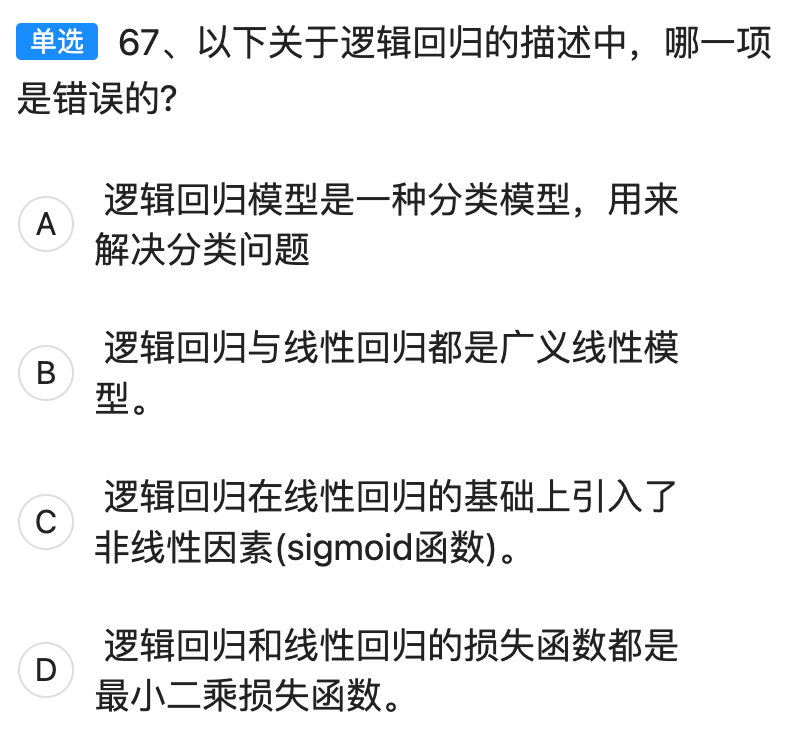 单选 67、以下关于逻辑回归的描述中，哪一项
是错误的?
A 逻辑回归模型是一种分类模型，用来
解决分类问题
B 逻辑回归与线性回归都是广义线性模
型。
C 逻辑回归在线性回归的基础上引入了
非线性因素(sigmoid函数)。
D 逻辑回归和线性回归的损失函数都是
最小二乘损失函数。